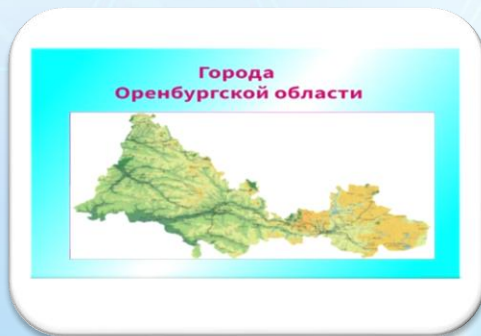 Города
Оренбургской области